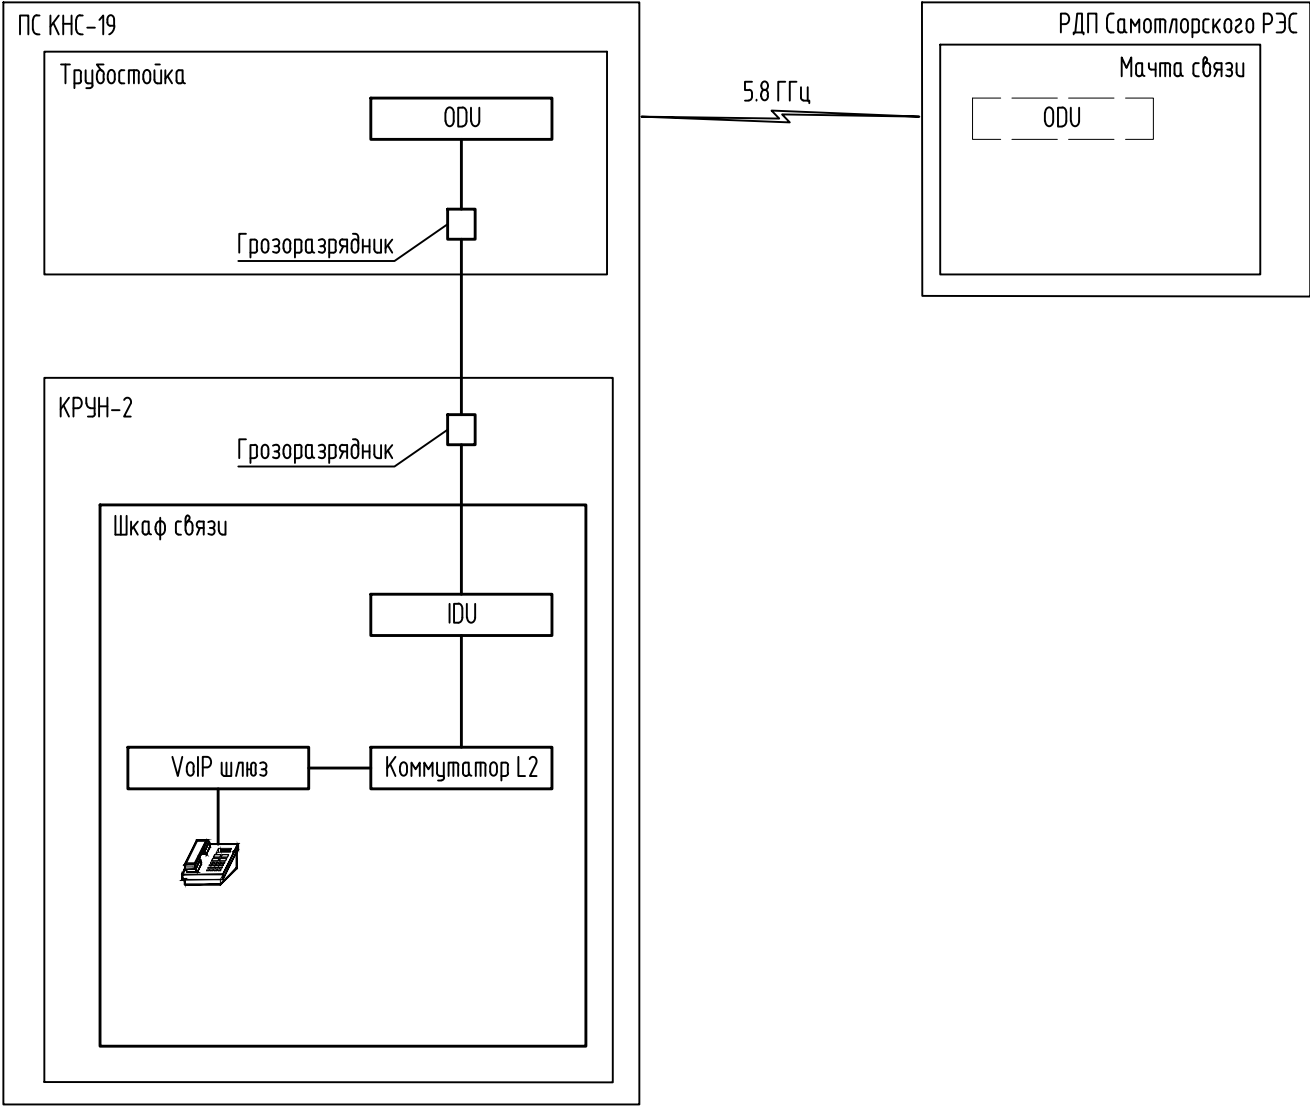 ПС КНС-19
РДП Самотлорского РЭС
Трубостойка
Мачта связи
5.8 ГГц
ODU
ODU
Грозоразрядник
КРУН-2
Грозоразрядник
Шкаф связи
IDU
VoIP шлюз
Коммутатор L2